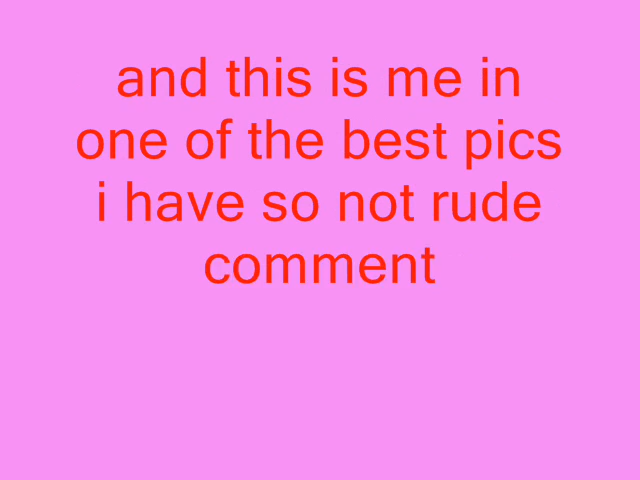 and this is me in
one of the best pics
i have so not rude
comment